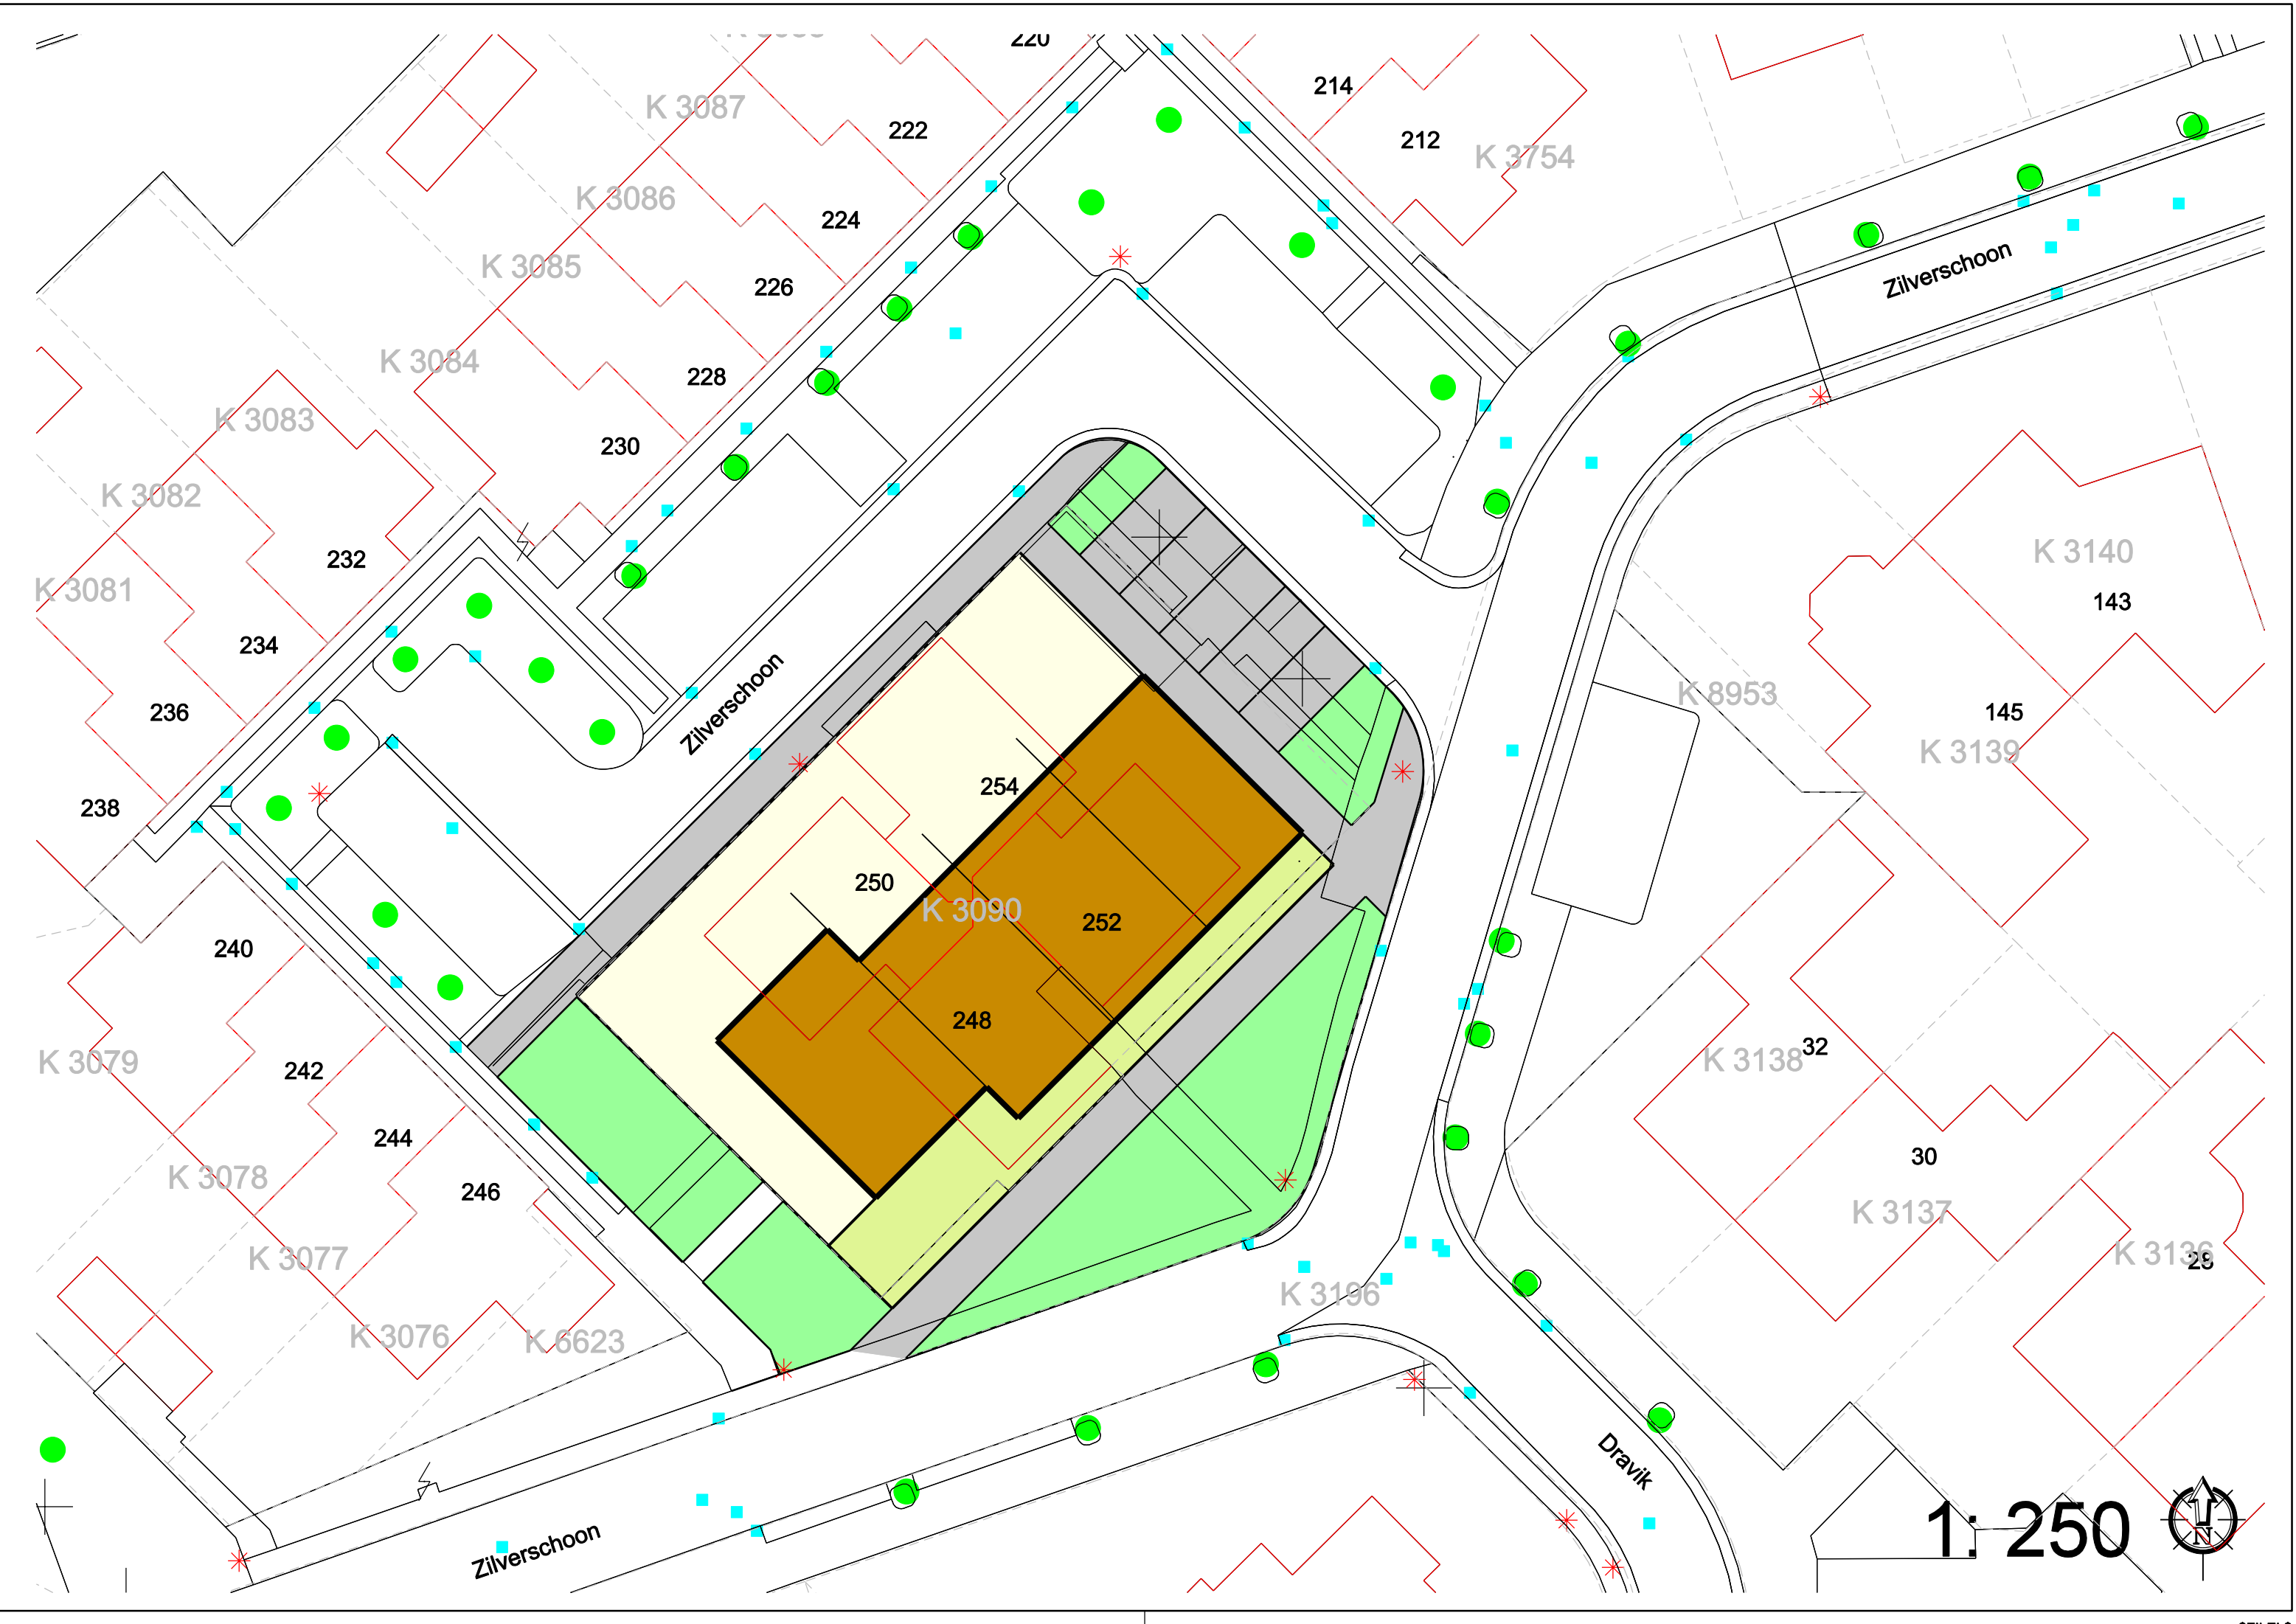 220
214
K 3087
222
212
K 3754
K 3086
224
K 3085
226
Zilverschoon
K 3084
228
K 3083
230
K 3082
232
K 3140
K 3081
143
234
Zilverschoon
K 8953
236
145
K 3139
254
238
250
K 3090
252
240
248
K 3079
242
K 3138
32
244
30
K 3078
246
K 3137
K 3077
K 3136
K 3196
K 3076
K 6623
Dravik
1: 250
N
Zilverschoon